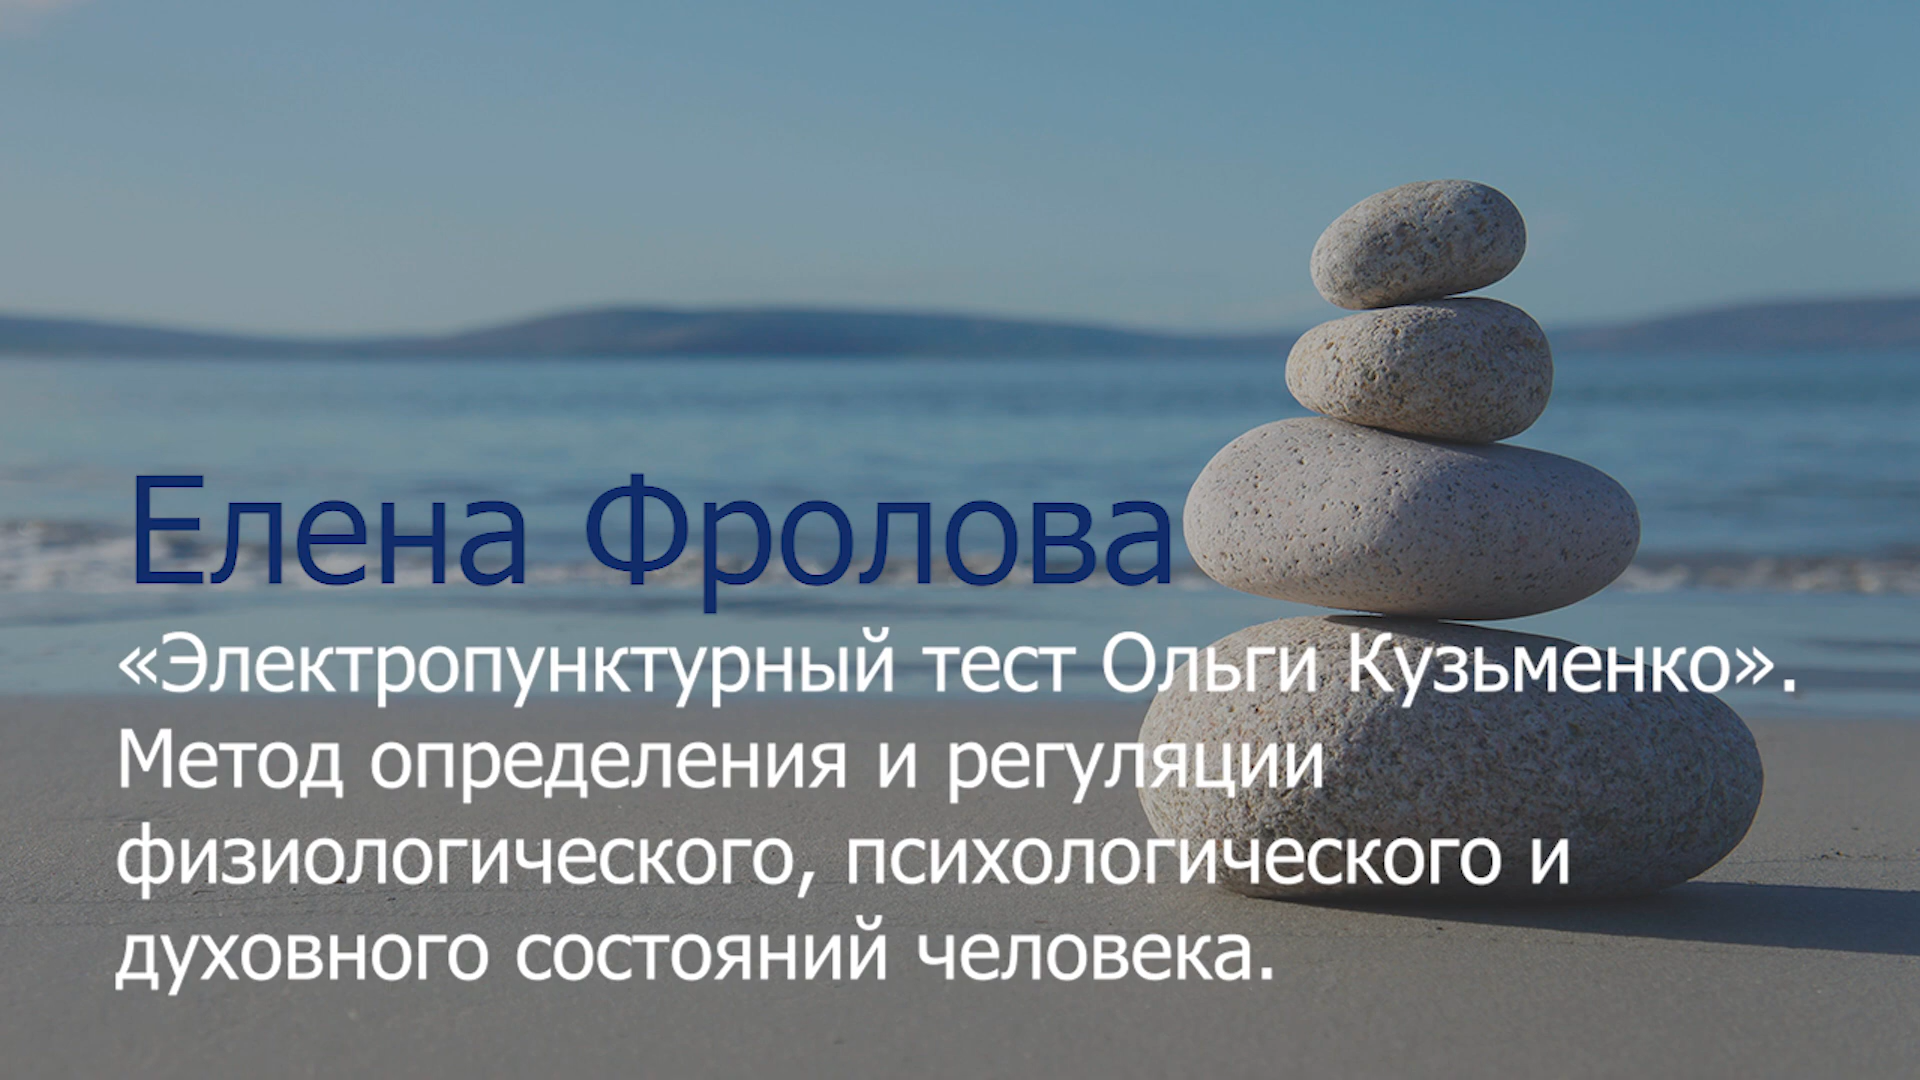 Елена Фролова
«Электропунктурный тест Ольги Кузьменко».
Метод определения и регуляции
физиологического, психологического и
духовного состояний человека.